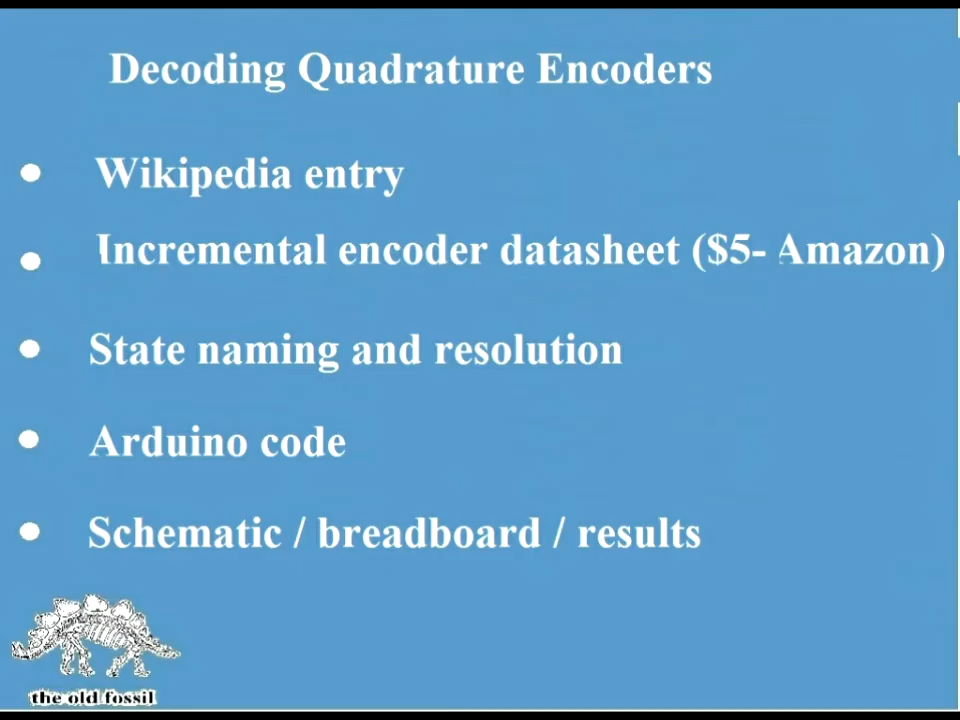 Decoding Quadrature Encoders
Wikipedia entry
Incremental encoder datasheet ($5- Amazon)
State naming and resolution
Arduino code
Schematic / breadboard / results
the old fossil